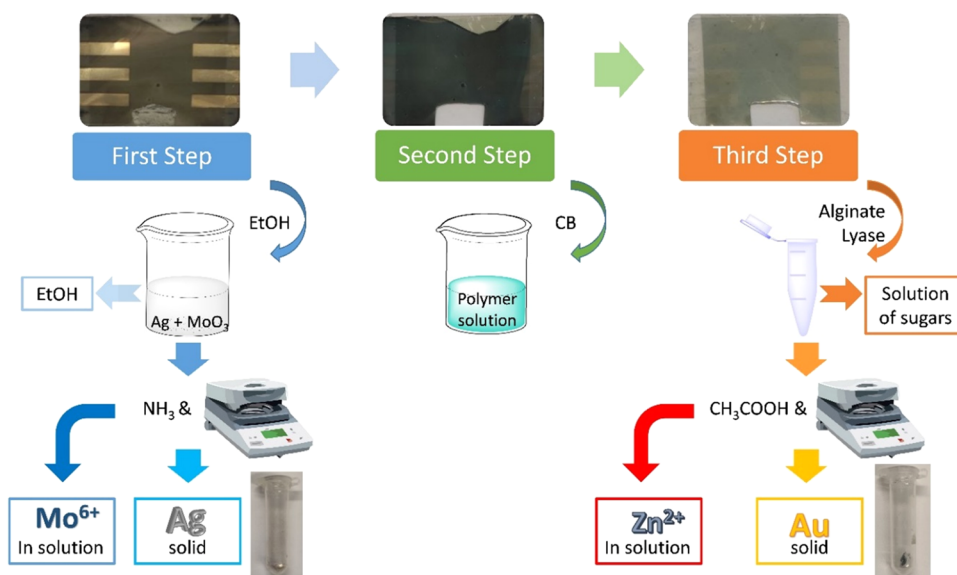 First Step
Second Step
Third Step
EtOH
CB
Alginate
Lyase
EtOH
Ag + MoO₃
Polymer
solution
Solution
of sugars
NH₃ &
CH₃COOH &
Mo⁶⁺
In solution
Ag
solid
Zn²⁺
In solution
Au
solid